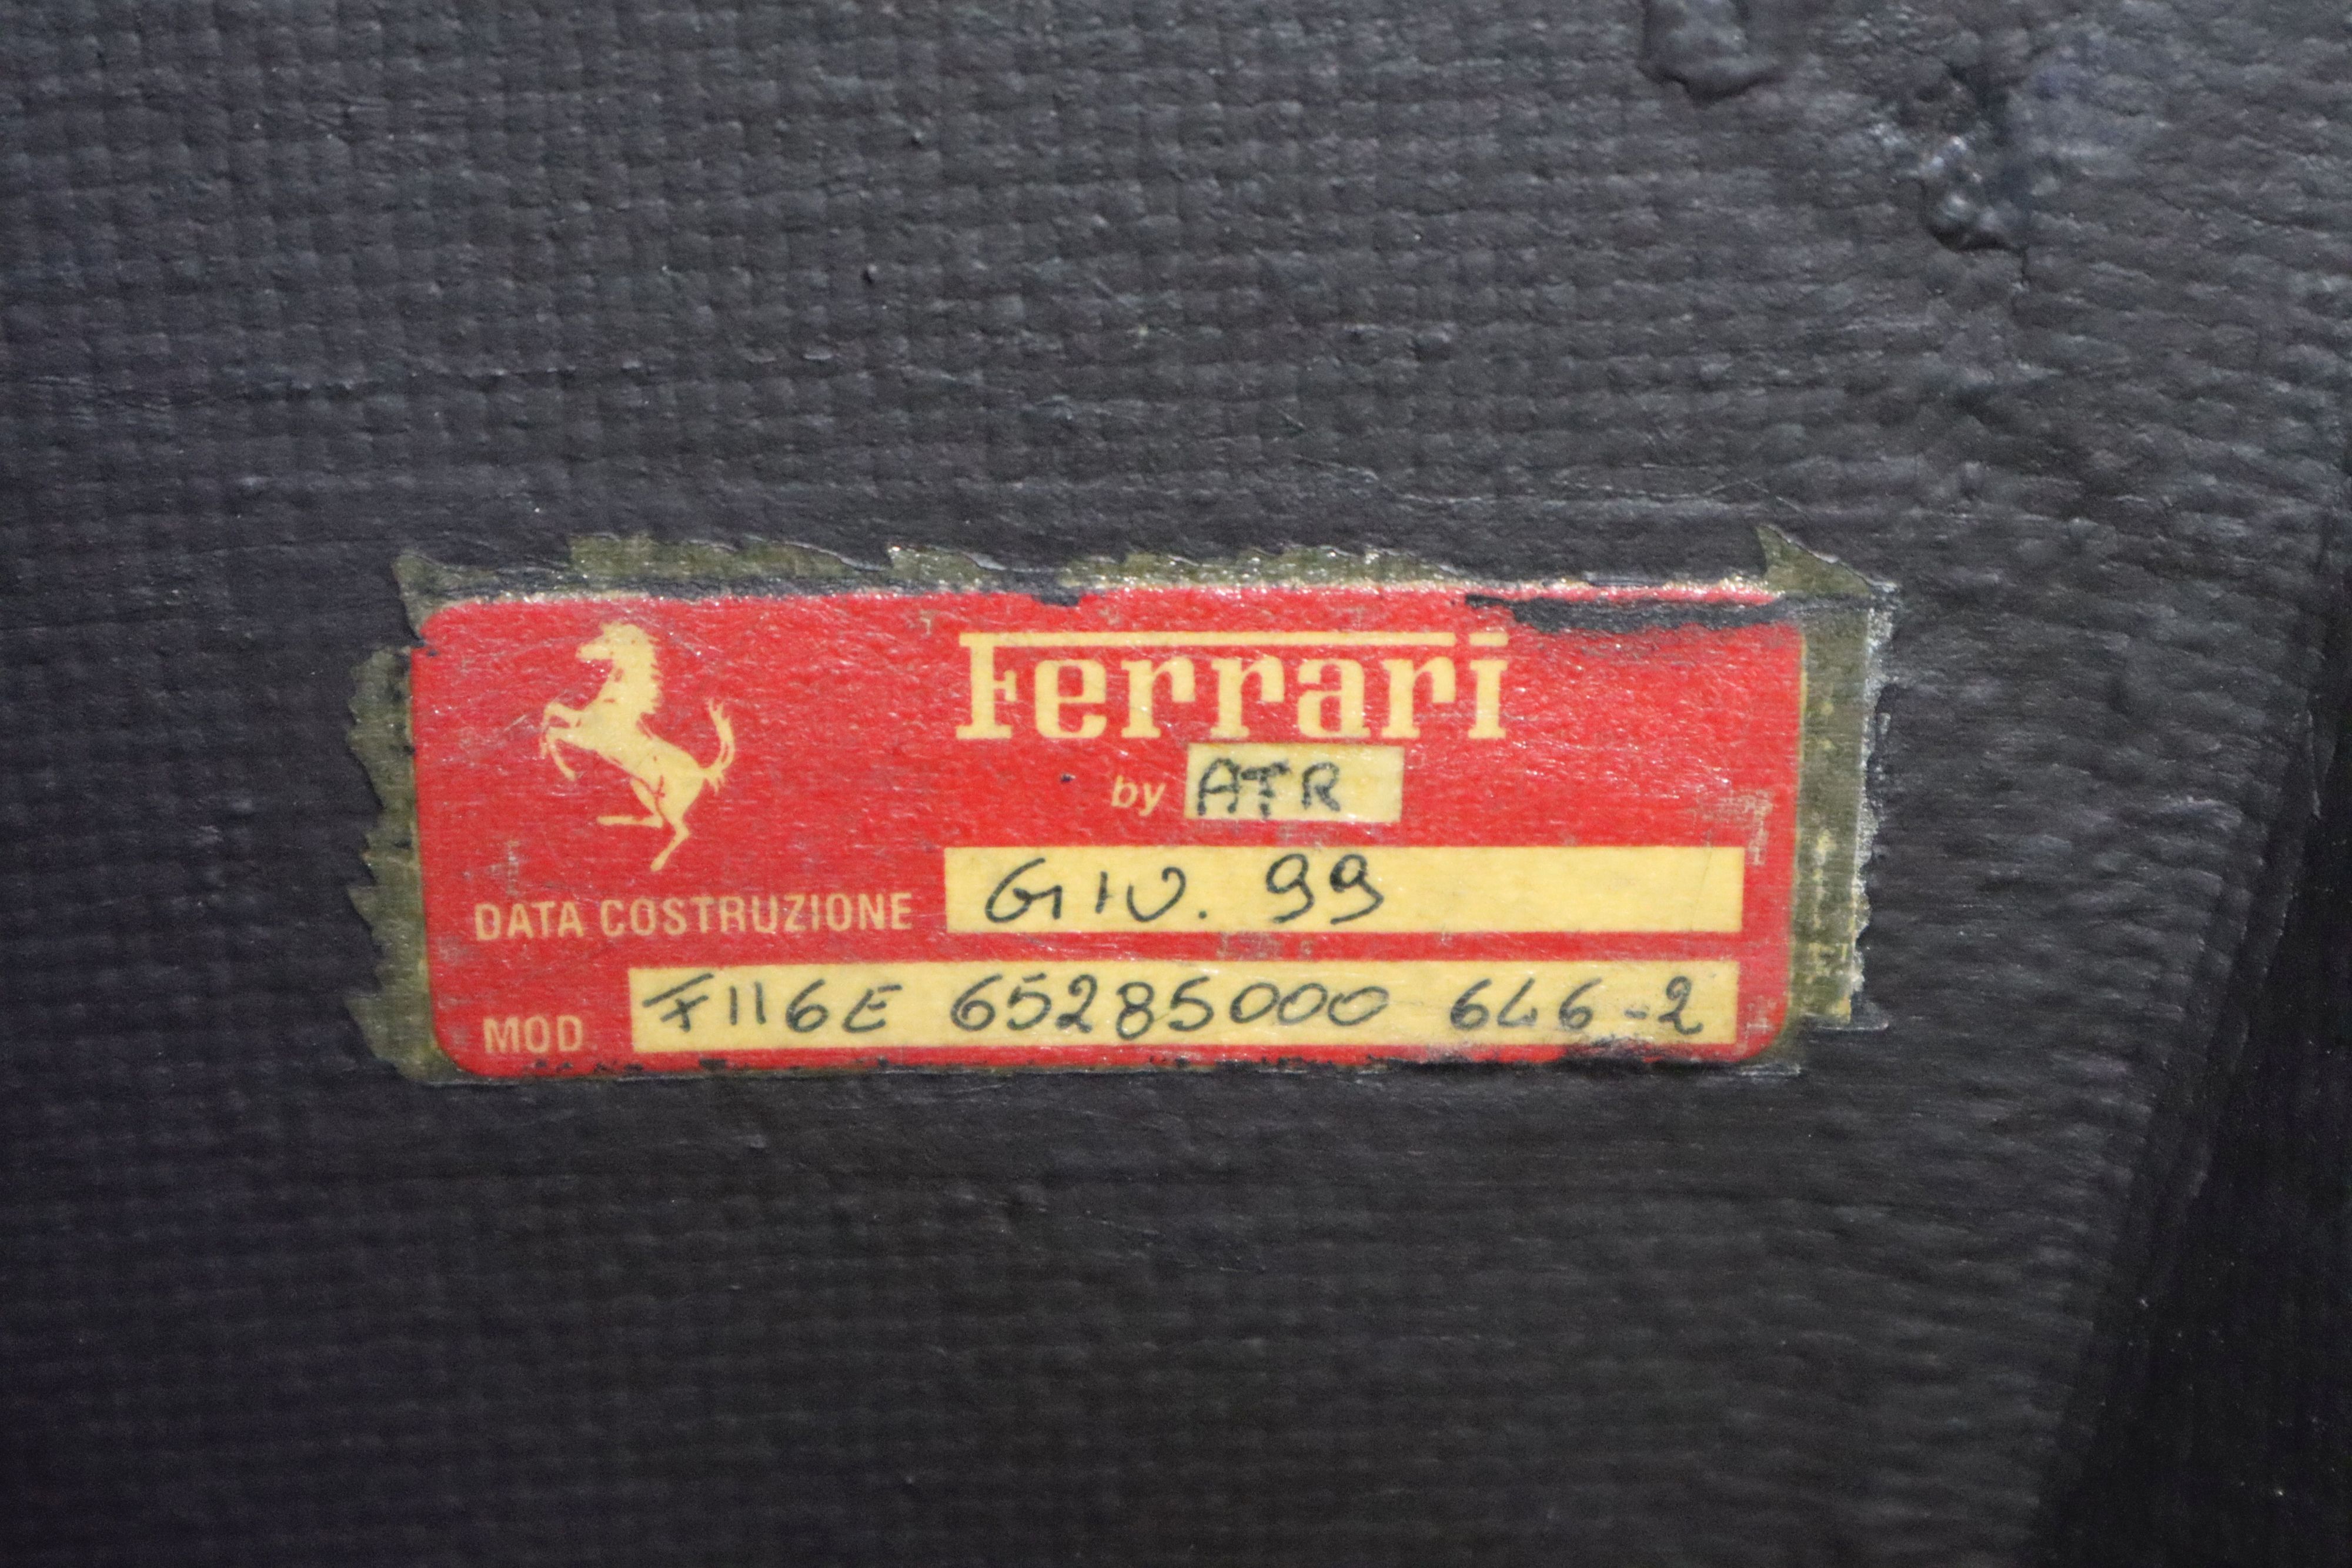 Ferrari
by ATR
DATA COSTRUZIONE GIU. 99
MOD. F116E 65285000 646-2